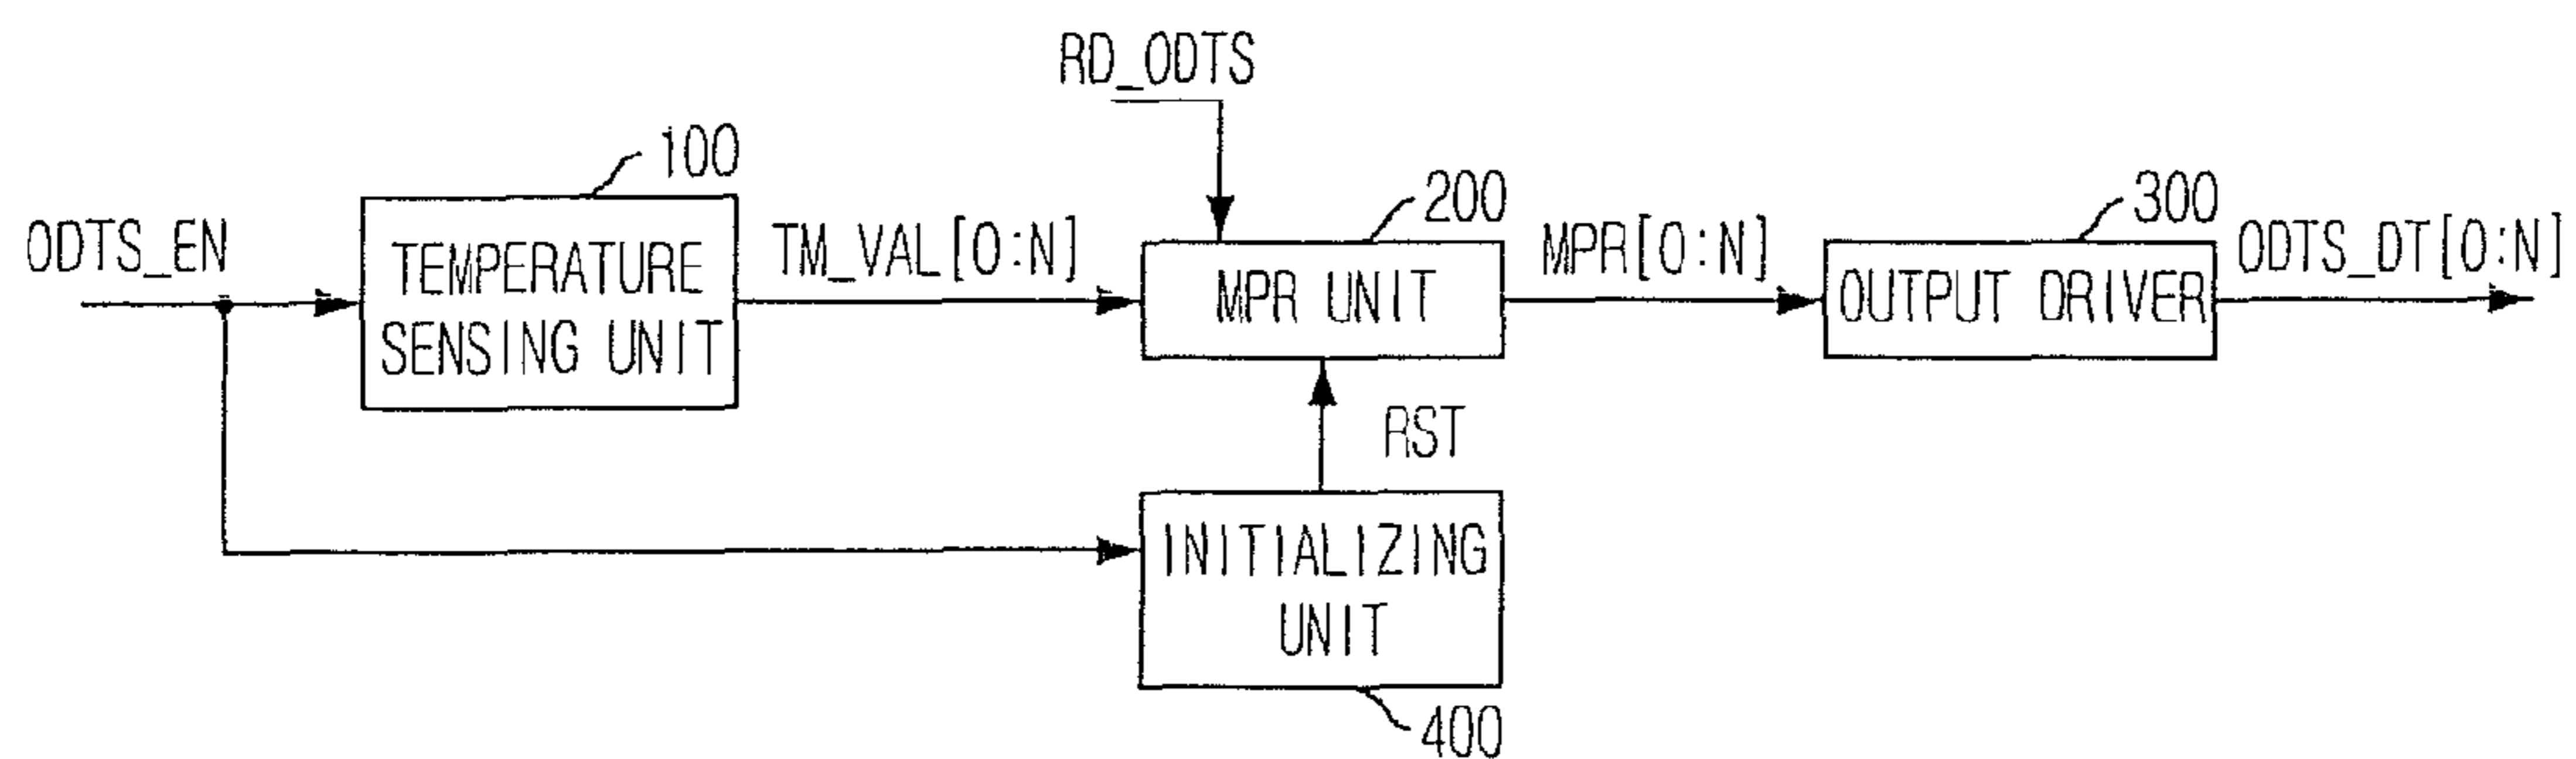 RD_ODTS
100
200
300
ODTS_EN
TEMPERATURE
SENSING UNIT
TM_VAL[0:N]
MPR UNIT
MPR[0:N]
OUTPUT DRIVER
ODTS_DT[0:N]
RST
INITIALIZING
UNIT
400